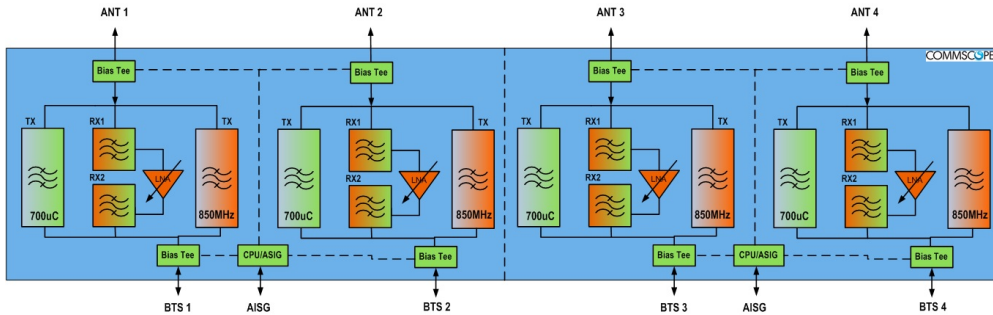 ANT 1 ANT 2 ANT 3 ANT 4
COMMSCOPE
Bias Tee Bias Tee Bias Tee Bias Tee
TX RX1 TX TX RX1 TX TX RX1 TX TX RX1 TX
LNA LNA LNA LNA
RX2 RX2 RX2 RX2
700uC 850MHz 700uC 850MHz 700uC 850MHz 700uC 850MHz
Bias Tee CPU/ASIG Bias Tee Bias Tee CPU/ASIG Bias Tee
BTS 1 AISG BTS 2 BTS 3 AISG BTS 4